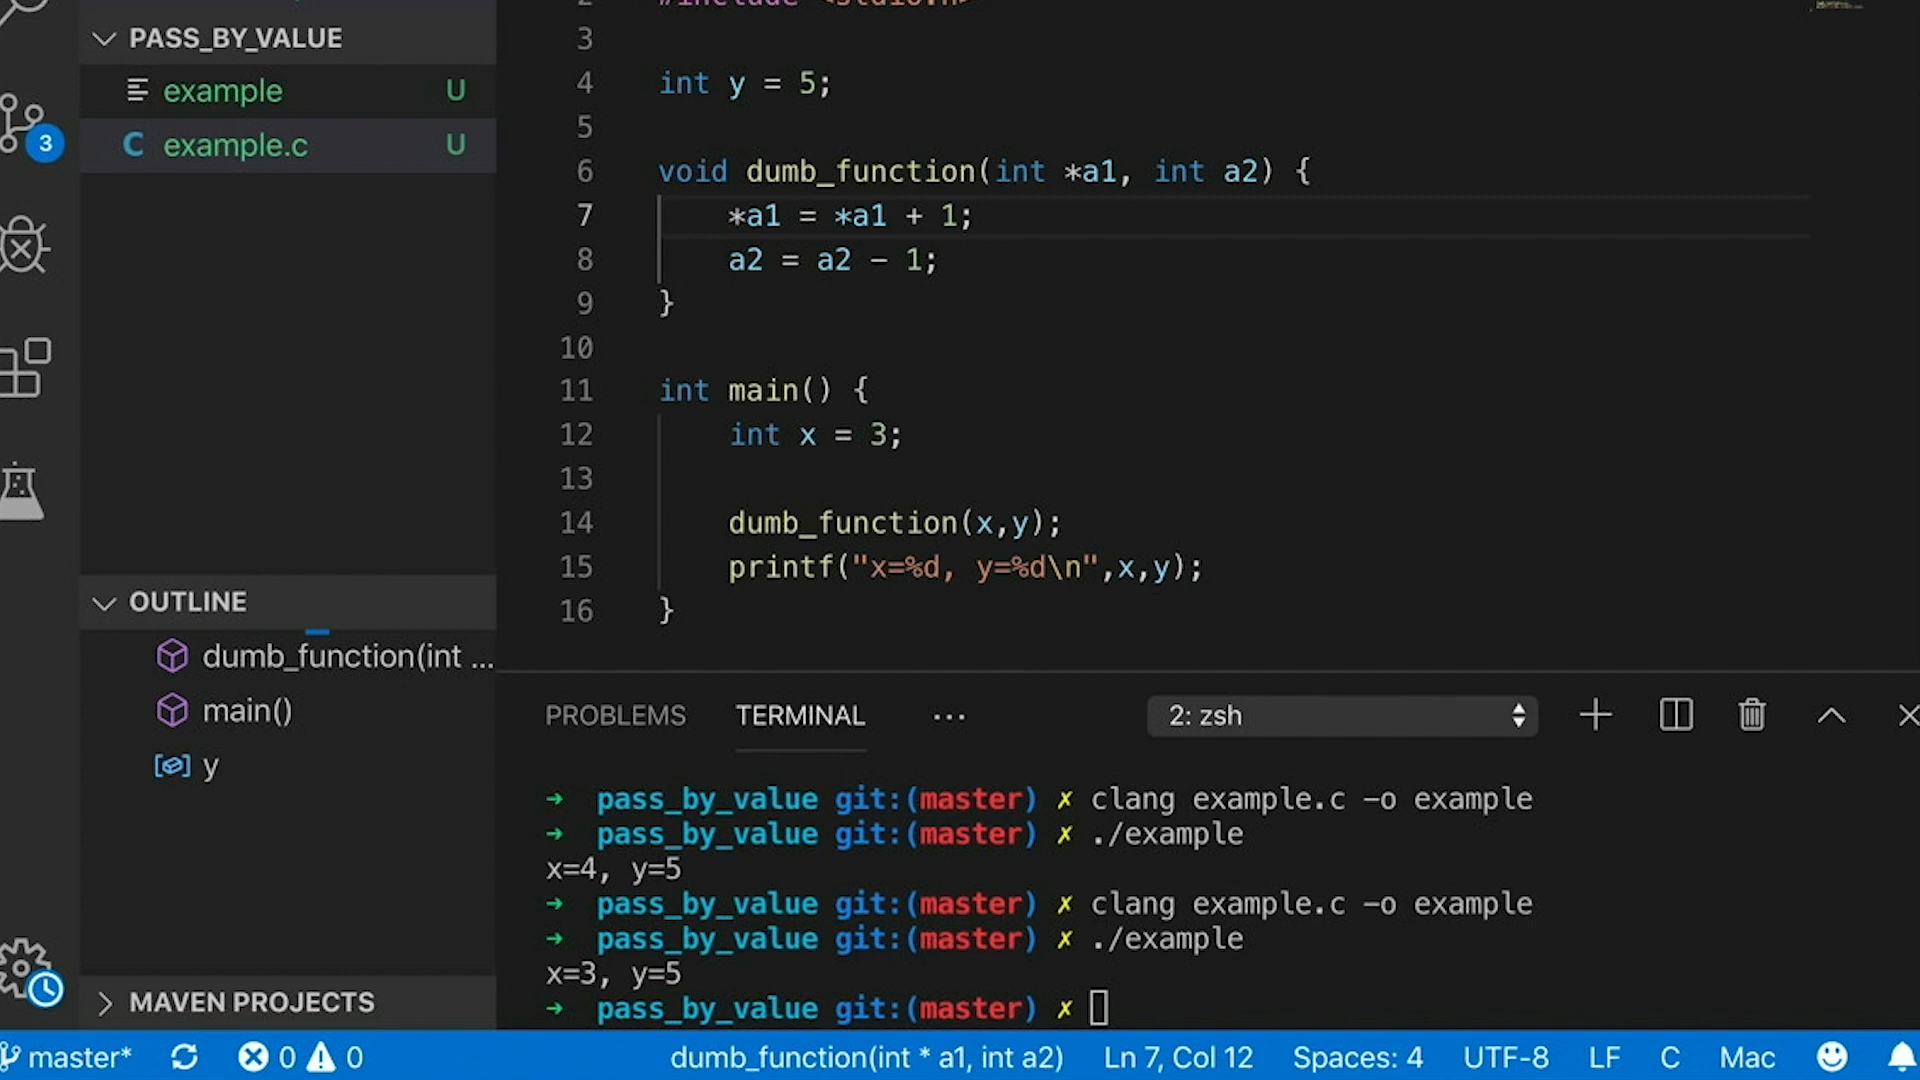 PASS_BY_VALUE
example U
example.c U
3
OUTLINE
dumb_function(int ...
main()
y
MAVEN PROJECTS
2 #include <stdio.h>
3
4 int y = 5;
5
6 void dumb_function(int *a1, int a2) {
7 *a1 = *a1 + 1;
8 a2 = a2 - 1;
9 }
10
11 int main() {
12 int x = 3;
13
14 dumb_function(x,y);
15 printf("x=%d, y=%d\n",x,y);
16 }
PROBLEMS TERMINAL ... 2: zsh
➜ pass_by_value git:(master) ✗ clang example.c -o example
➜ pass_by_value git:(master) ✗ ./example
x=4, y=5
➜ pass_by_value git:(master) ✗ clang example.c -o example
➜ pass_by_value git:(master) ✗ ./example
x=3, y=5
➜ pass_by_value git:(master) ✗
master* 0 0 dumb_function(int * a1, int a2) Ln 7, Col 12 Spaces: 4 UTF-8 LF C Mac